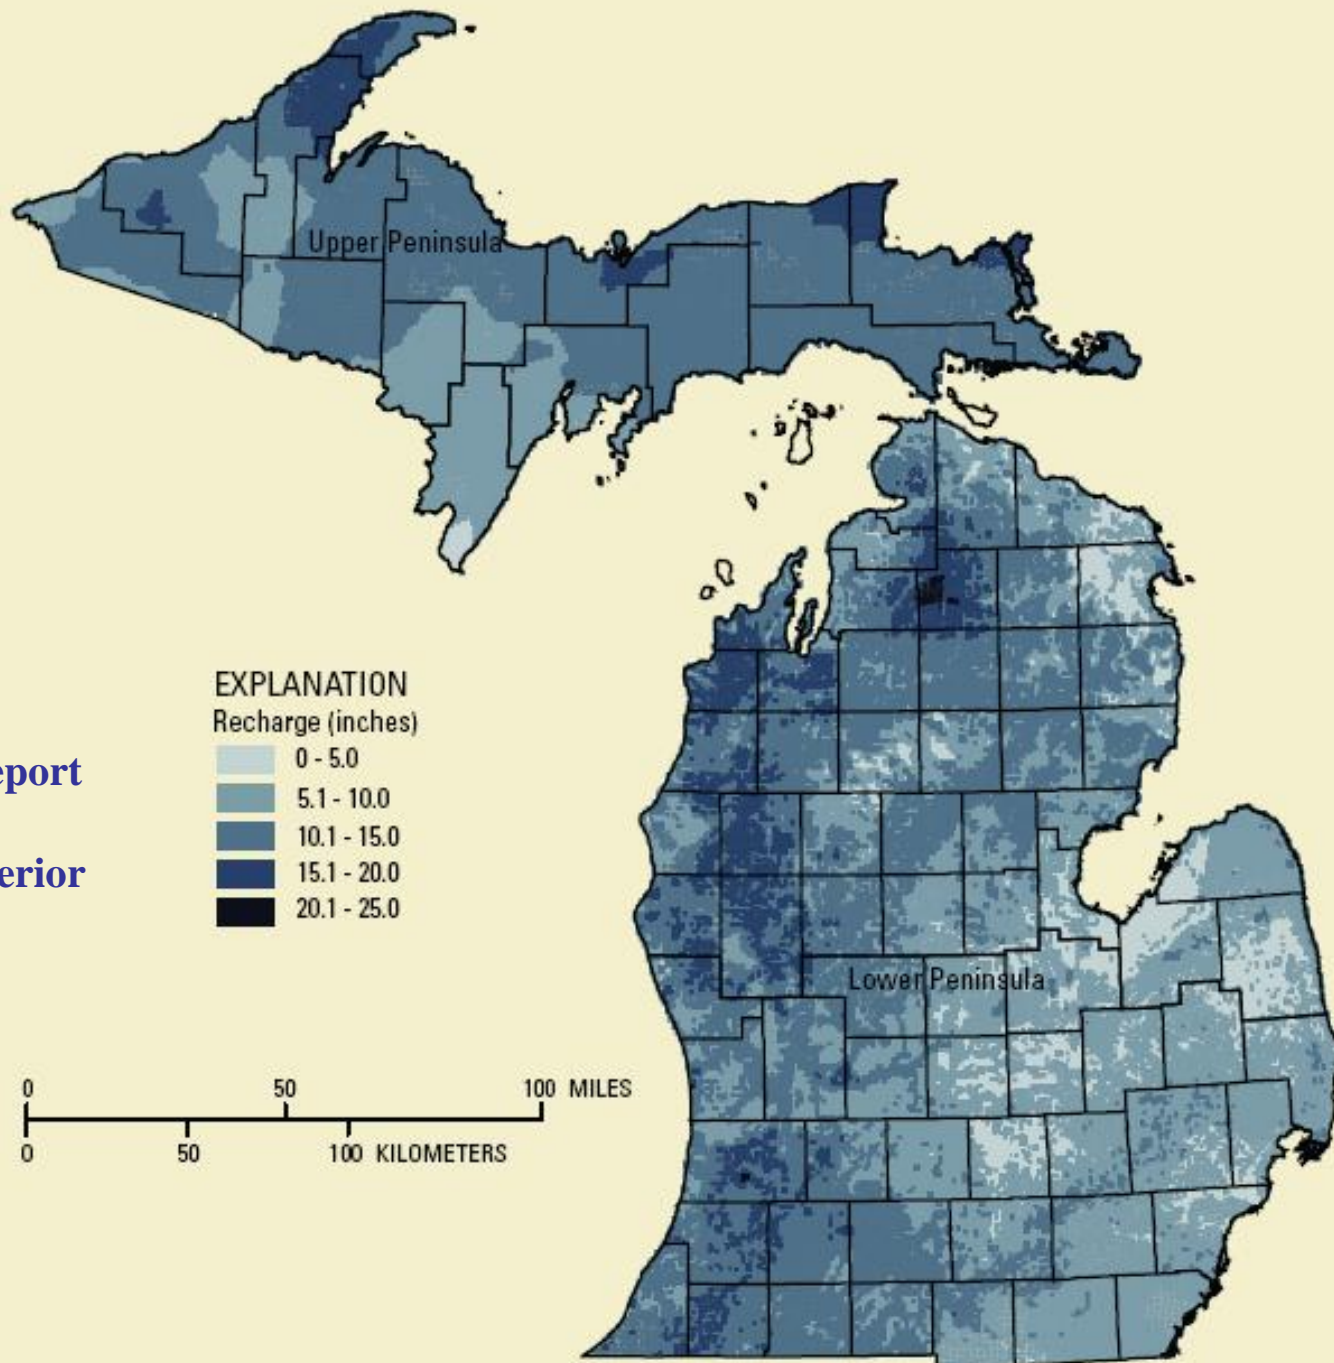 Upper Peninsula
EXPLANATION
Recharge (inches)
0 - 5.0
5.1 - 10.0
10.1 - 15.0
15.1 - 20.0
20.1 - 25.0
eport
erior
Lower Peninsula
0 50 100 MILES
0 50 100 KILOMETERS